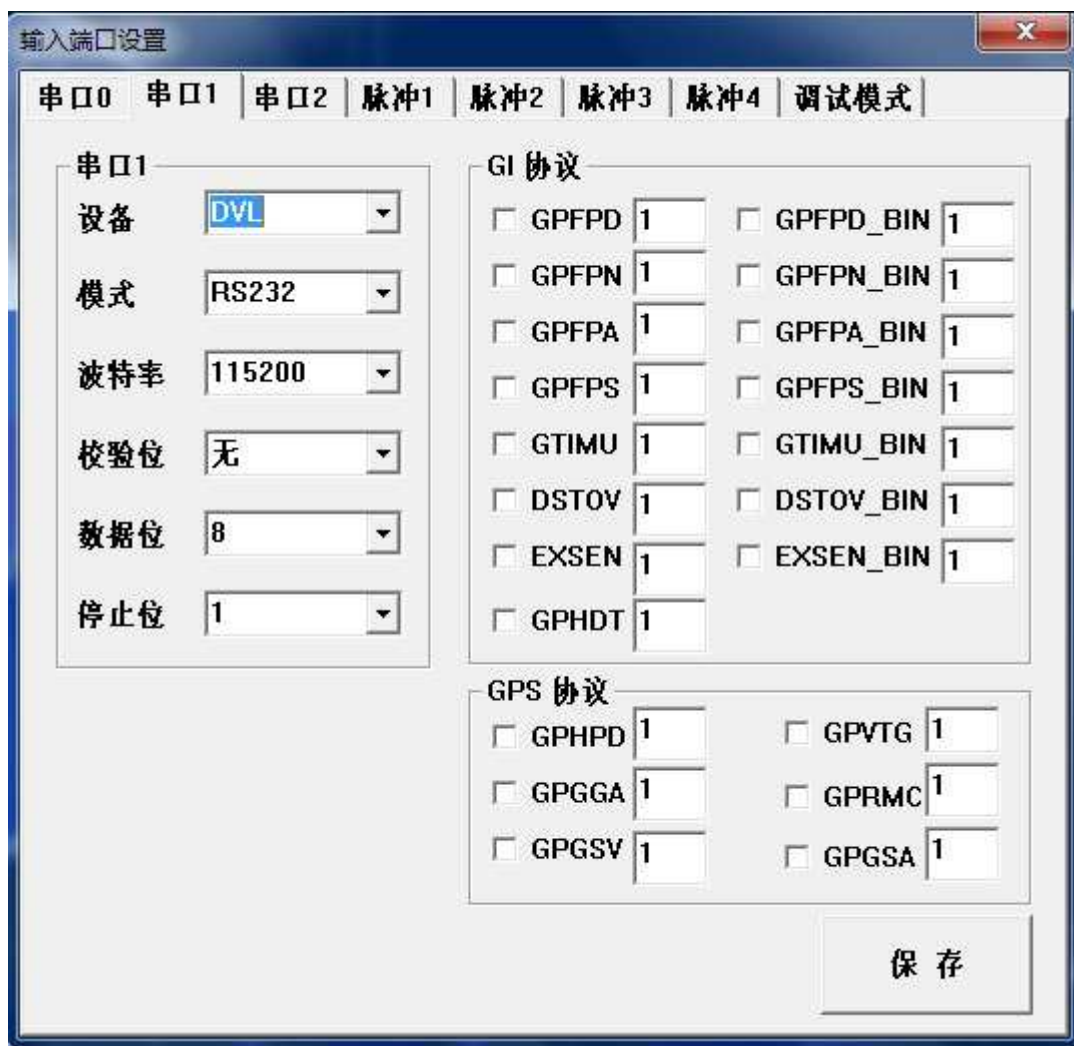 输入端口设置
串口0 串口1 串口2 脉冲1 脉冲2 脉冲3 脉冲4 调试模式
串口1
设备 DVL
模式 RS232
波特率 115200
校验位 无
数据位 8
停止位 1
GI 协议
GPFPD 1 GPFPD_BIN 1
GPFPN 1 GPFPN_BIN 1
GPFPA 1 GPFPA_BIN 1
GPFPS 1 GPFPS_BIN 1
GTIMU 1 GTIMU_BIN 1
DSTOV 1 DSTOV_BIN 1
EXSEN 1 EXSEN_BIN 1
GPHDT 1
GPS 协议
GPHPD 1 GPVTG 1
GPGGA 1 GPRMC 1
GPGSV 1 GPGSA 1
保 存